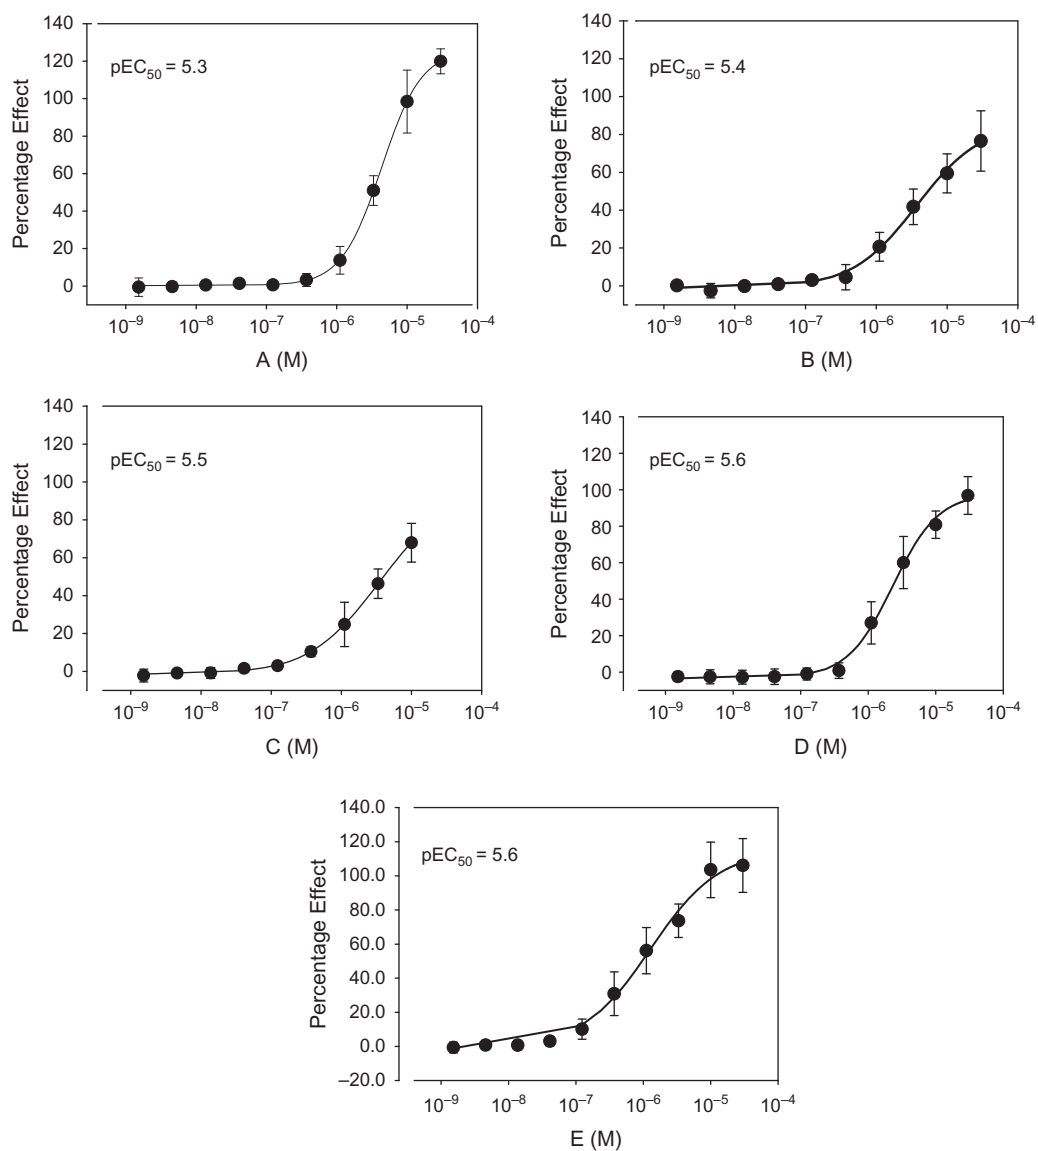 140
120
100
80
60
40
20
0
Percentage Effect
pEC50 = 5.3
10–9 10–8 10–7 10–6 10–5 10–4
A (M)
140
120
100
80
60
40
20
0
Percentage Effect
pEC50 = 5.4
10–9 10–8 10–7 10–6 10–5 10–4
B (M)
140
120
100
80
60
40
20
0
Percentage Effect
pEC50 = 5.5
10–9 10–8 10–7 10–6 10–5 10–4
C (M)
140
120
100
80
60
40
20
0
Percentage Effect
pEC50 = 5.6
10–9 10–8 10–7 10–6 10–5 10–4
D (M)
140.0
120.0
100.0
80.0
60.0
40.0
20.0
0.0
–20.0
Percentage Effect
pEC50 = 5.6
10–9 10–8 10–7 10–6 10–5 10–4
E (M)